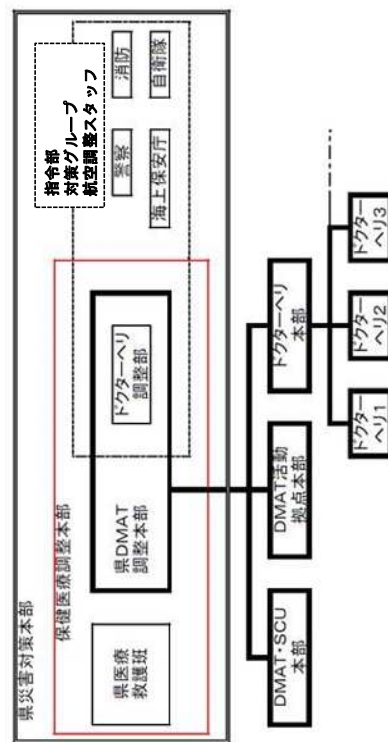 県災害対策本部
保健医療調整本部
県医療
救護班
県DMAT
調整本部
ドクターヘリ
調整部
指令部
対策グループ
航空調整スタッフ
警察
消防
海上保安庁
自衛隊
DMAT・SCU
本部
DMAT活動
拠点本部
ドクターヘリ
本部
ドクター
ヘリ1
ドクター
ヘリ2
ドクター
ヘリ3